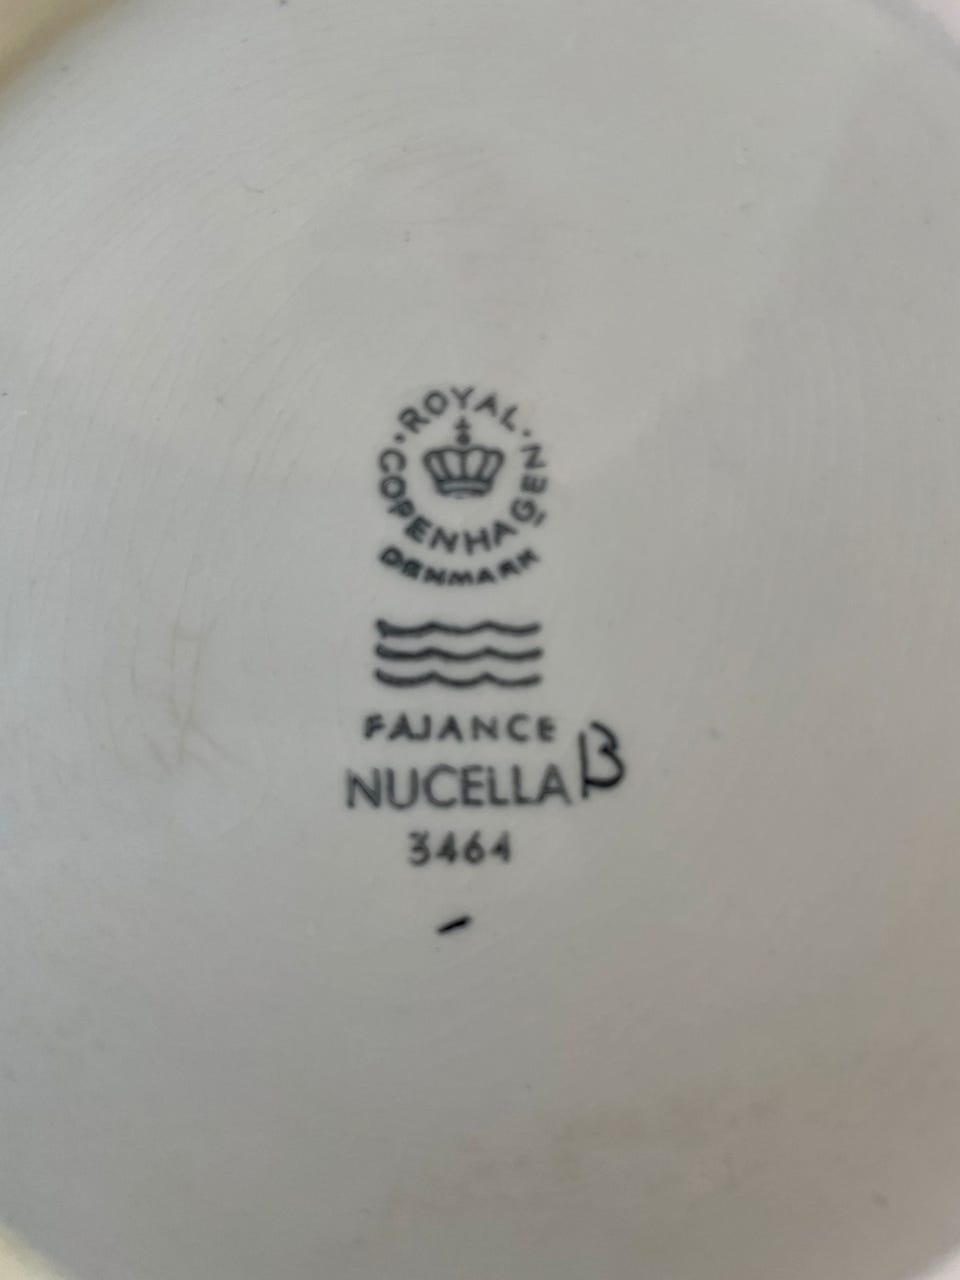 ROYAL
COPENHAGEN
DENMARK
FAJANCE
NUCELLA B
3464